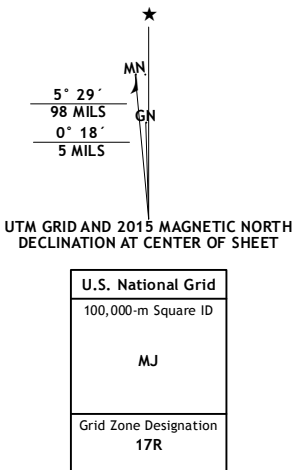 ★
MN
5° 29´
98 MILS
GN
0° 18´
5 MILS
UTM GRID AND 2015 MAGNETIC NORTH
DECLINATION AT CENTER OF SHEET
U.S. National Grid
100,000-m Square ID
MJ
Grid Zone Designation
17R